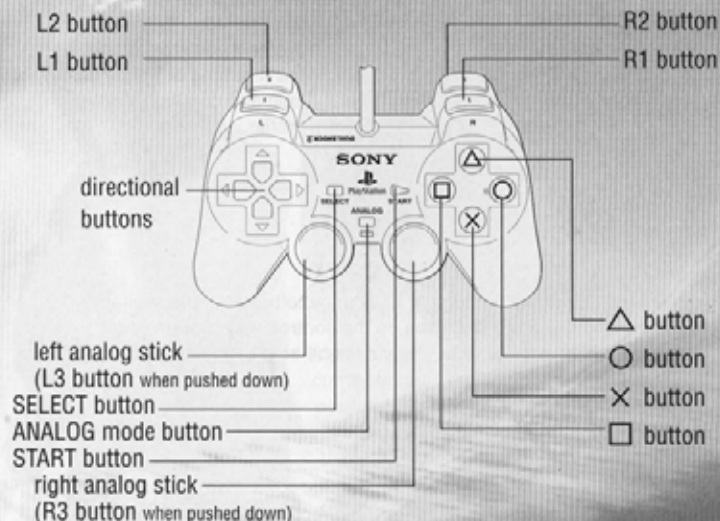 L2 button
R2 button
L1 button
R1 button
L
R
SONY
PlayStation
SELECT
START
ANALOG
directional
buttons
△ button
left analog stick
(L3 button when pushed down)
○ button
SELECT button
✕ button
ANALOG mode button
□ button
START button
right analog stick
(R3 button when pushed down)